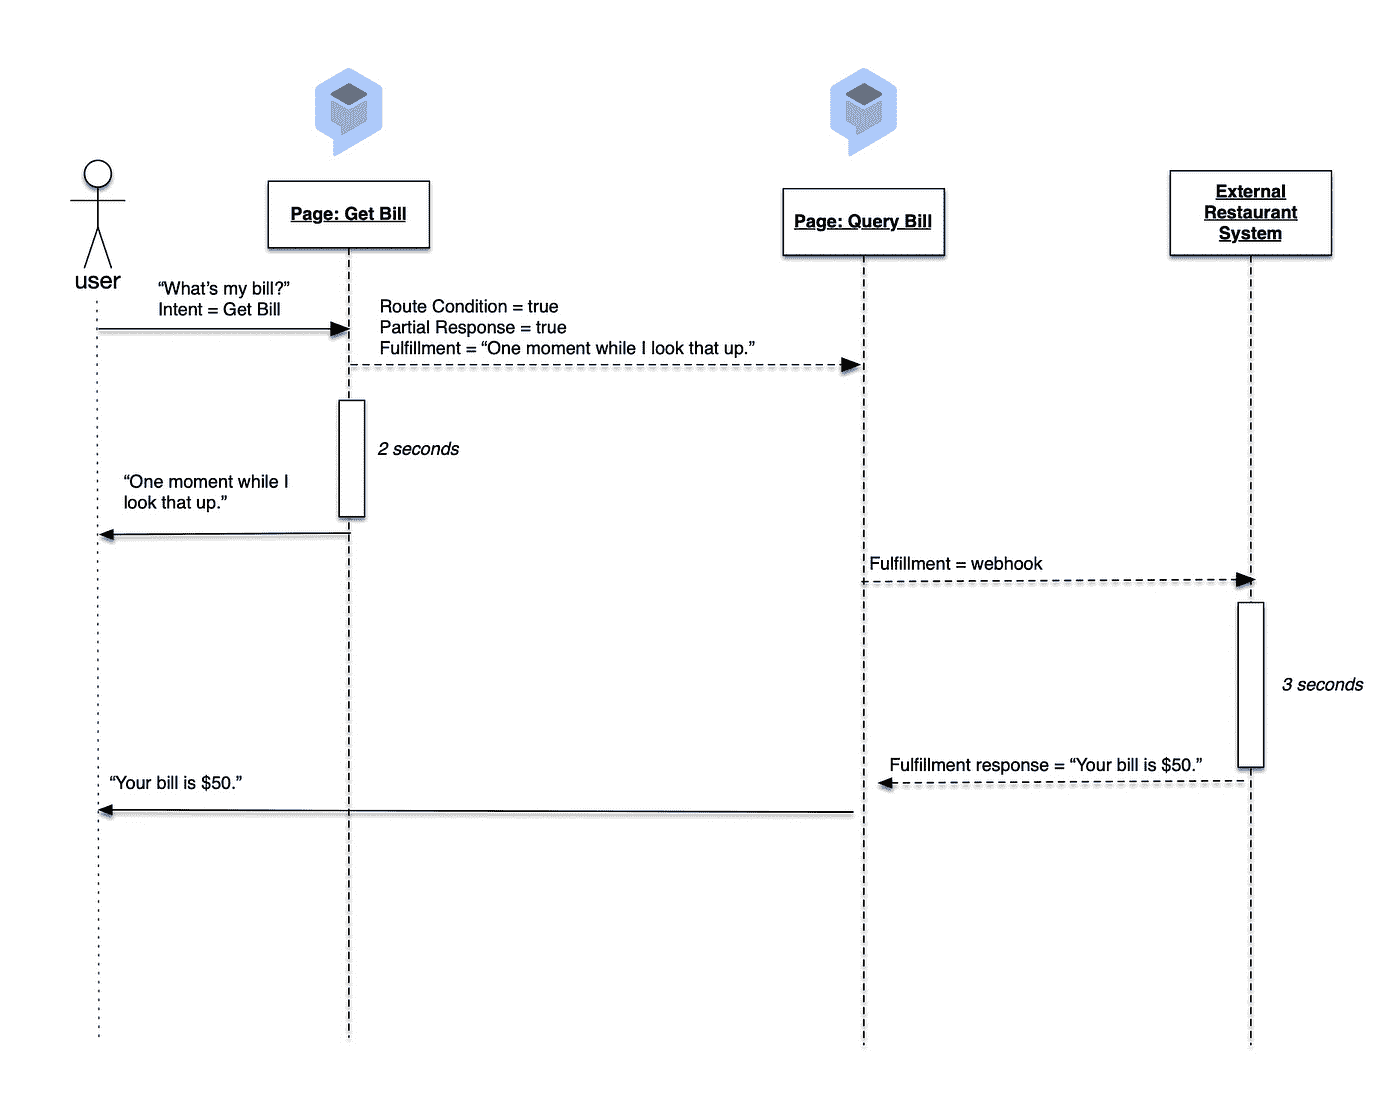 Page: Get Bill
Page: Query Bill
External
Restaurant
System
user
“What’s my bill?”
Intent = Get Bill
Route Condition = true
Partial Response = true
Fulfillment = “One moment while I look that up.”
2 seconds
“One moment while I
look that up.”
Fulfillment = webhook
3 seconds
Fulfillment response = “Your bill is $50.”
“Your bill is $50.”